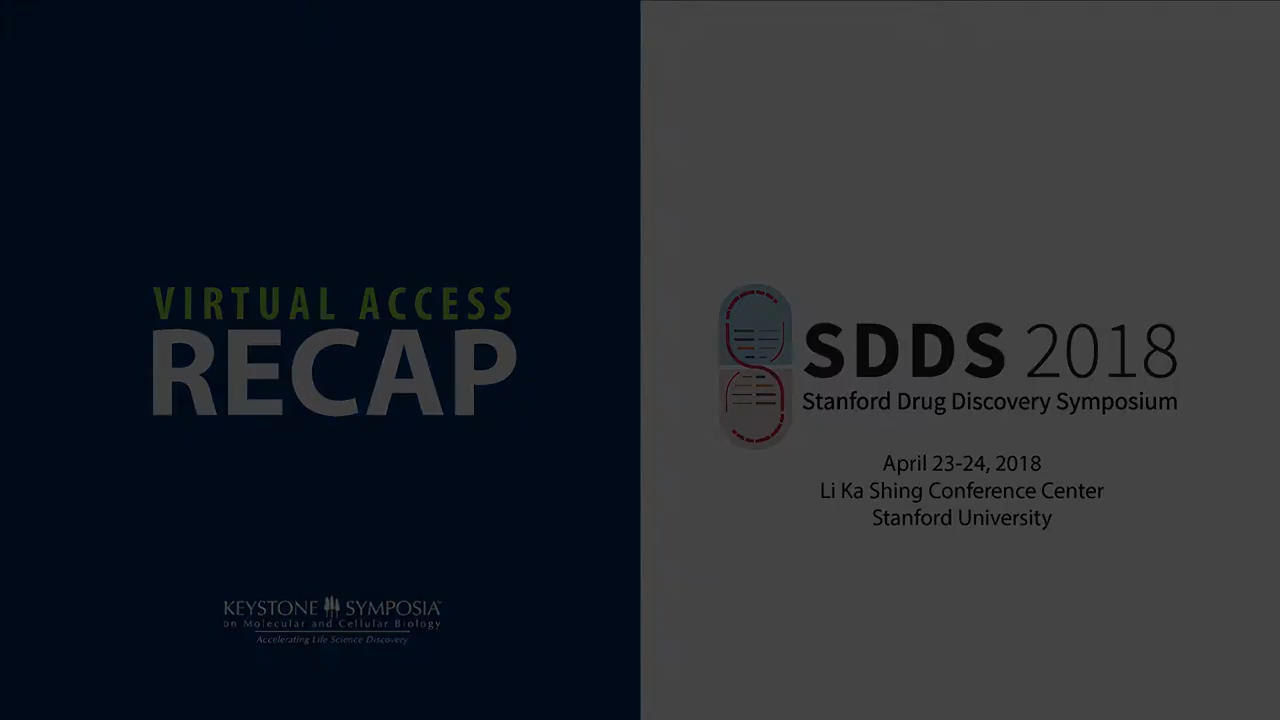 VIRTUAL ACCESS
RECAP
KEYSTONE SYMPOSIA™
on Molecular and Cellular Biology
Accelerating Life Science Discovery
SDDS 2018
Stanford Drug Discovery Symposium
April 23-24, 2018
Li Ka Shing Conference Center
Stanford University